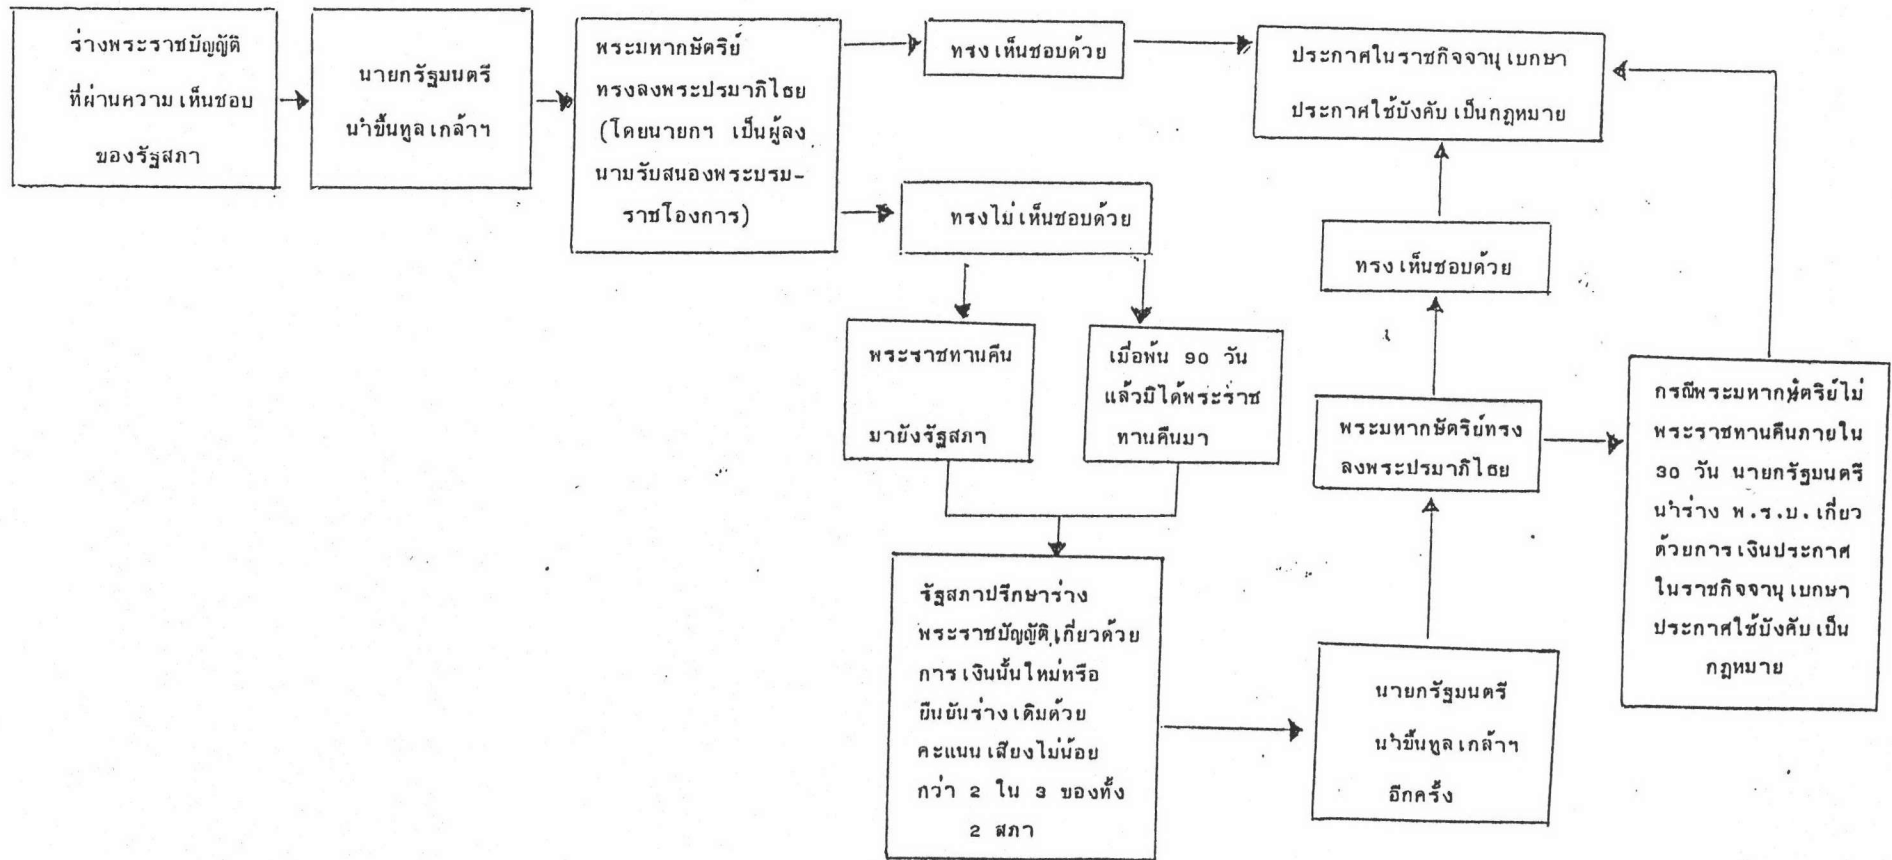 ร่างพระราชบัญญัติ
ที่ผ่านความเห็นชอบ
ของรัฐสภา
นายกรัฐมนตรี
นำขึ้นทูลเกล้าฯ
พระมหากษัตริย์
ทรงลงพระปรมาภิไธย
(โดยนายกฯ เป็นผู้ลง
นามรับสนองพระบรม-
ราชโองการ)
ทรงเห็นชอบด้วย
ประกาศในราชกิจจานุเบกษา
ประกาศใช้บังคับเป็นกฎหมาย
ทรงไม่เห็นชอบด้วย
พระราชทานคืน
มายังรัฐสภา
เมื่อพ้น 90 วัน
แล้วมิได้พระราช
ทานคืนมา
รัฐสภาปรึกษาร่าง
พระราชบัญญัติเกี่ยวด้วย
การเงินนั้นใหม่หรือ
ยืนยันร่างเดิมด้วย
คะแนนเสียงไม่น้อย
กว่า 2 ใน 3 ของทั้ง
2 สภา
นายกรัฐมนตรี
นำขึ้นทูลเกล้าฯ
อีกครั้ง
พระมหากษัตริย์ทรง
ลงพระปรมาภิไธย
ทรงเห็นชอบด้วย
กรณีพระมหากษัตริย์ไม่
พระราชทานคืนภายใน
30 วัน นายกรัฐมนตรี
นำร่าง พ.ร.บ. เกี่ยว
ด้วยการเงินประกาศ
ในราชกิจจานุเบกษา
ประกาศใช้บังคับเป็น
กฎหมาย